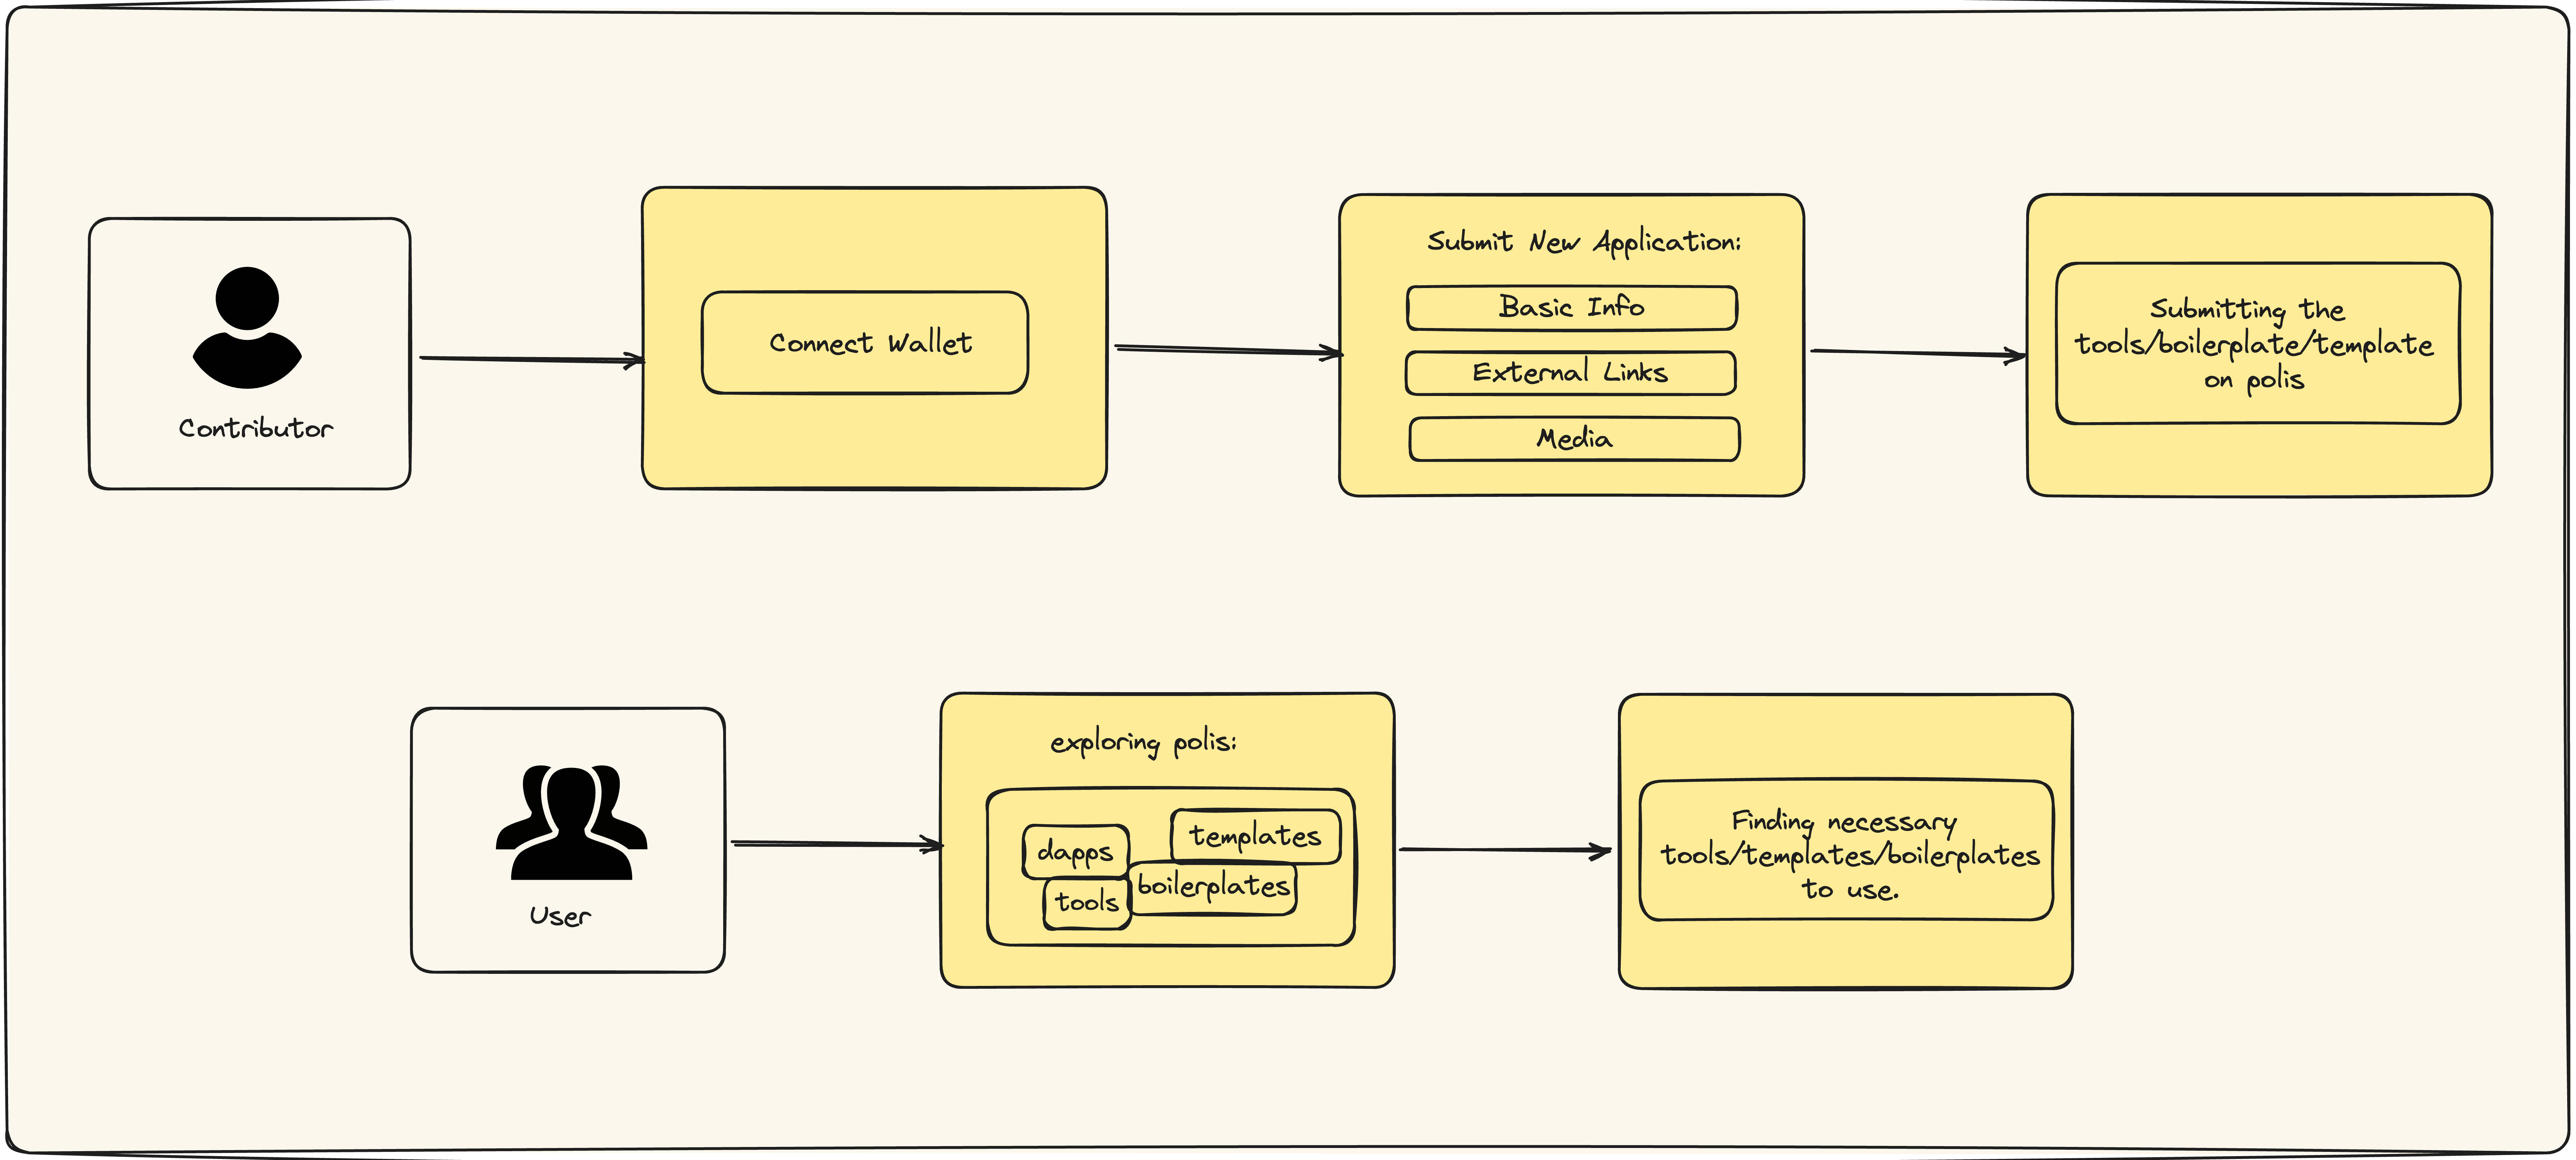 Contributor
Connect Wallet
Submit New Application:
Basic Info
External Links
Media
Submitting the
tools/boilerplate/template
on polis
User
exploring polis:
dapps
templates
tools
boilerplates
Finding necessary
tools/templates/boilerplates
to use.